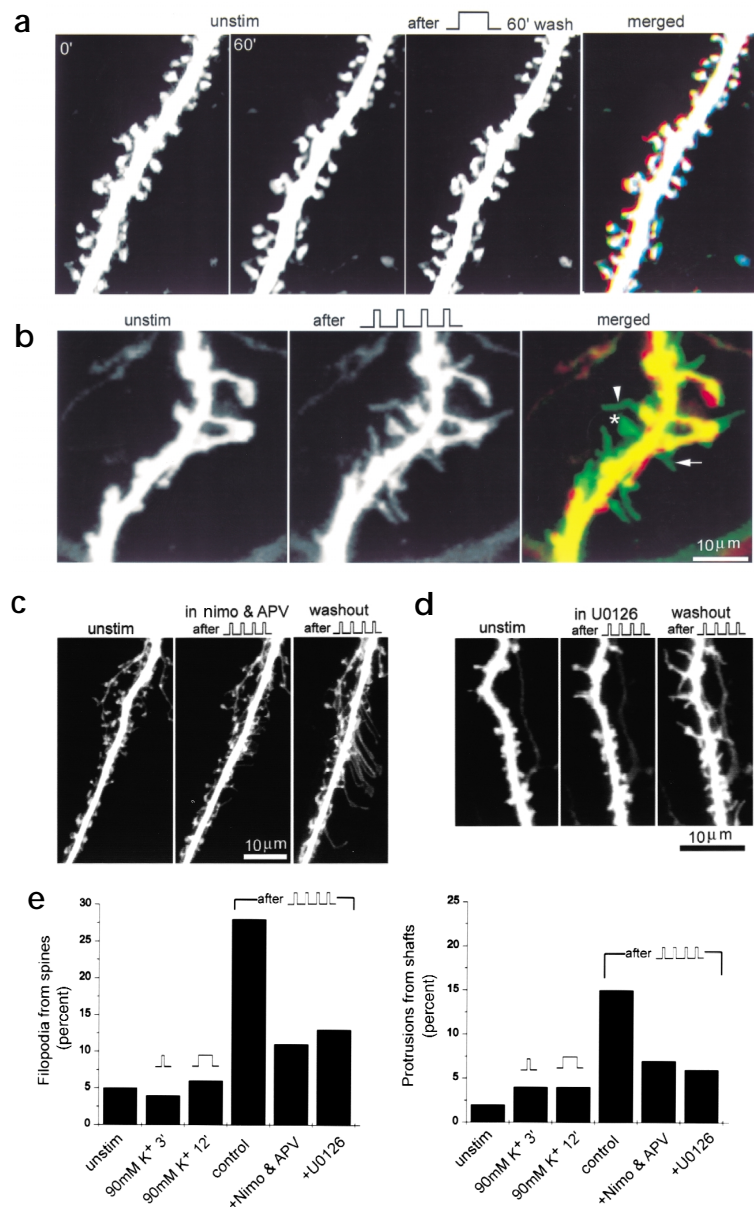 a
unstim
after 60' wash
merged
0'
60'
b
unstim
after
merged
*
10μm
c
unstim
in nimo & APV
after
washout
after
10μm
d
unstim
in U0126
after
washout
after
10μm
e
Filopodia from spines
(percent)
30
25
20
15
10
5
0
after
unstim
90mM K+ 3'
90mM K+ 12'
control
+Nimo & APV
+U0126
Protrusions from shafts
(percent)
25
20
15
10
5
0
after
unstim
90mM K+ 3'
90mM K+ 12'
control
+Nimo & APV
+U0126